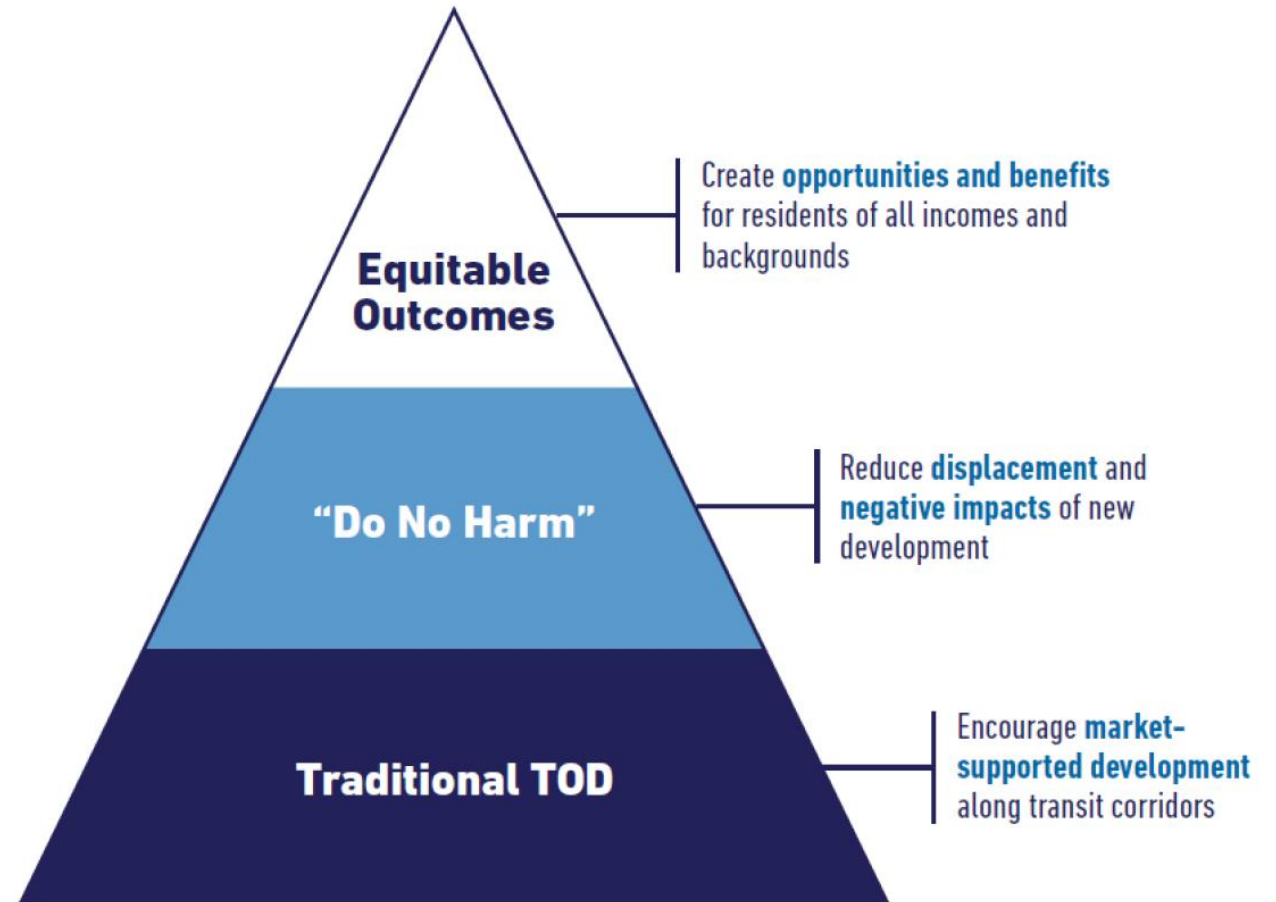 Create opportunities and benefits
for residents of all incomes and
backgrounds
Equitable
Outcomes
Reduce displacement and
negative impacts of new
development
“Do No Harm”
Encourage market-
supported development
along transit corridors
Traditional TOD